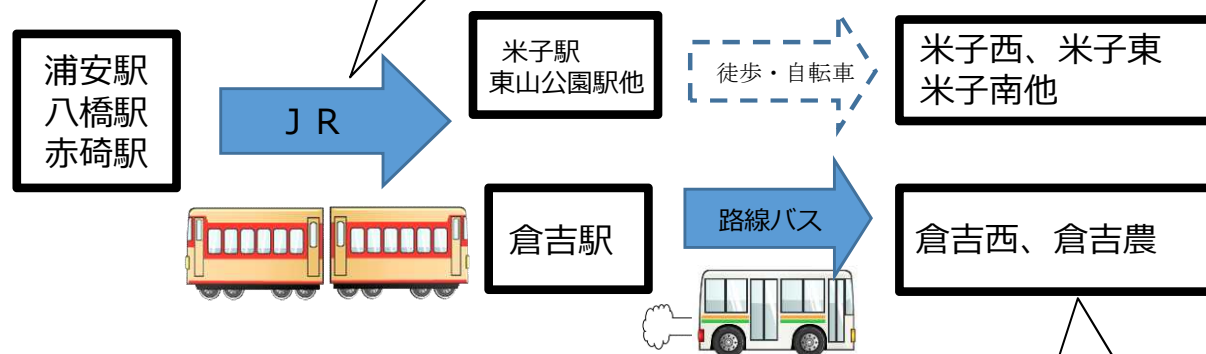 浦安駅
八橋駅
赤碕駅
ＪＲ
米子駅
東山公園駅他
徒歩・自転車
米子西、米子東
米子南他
倉吉駅
路線バス
倉吉西、倉吉農